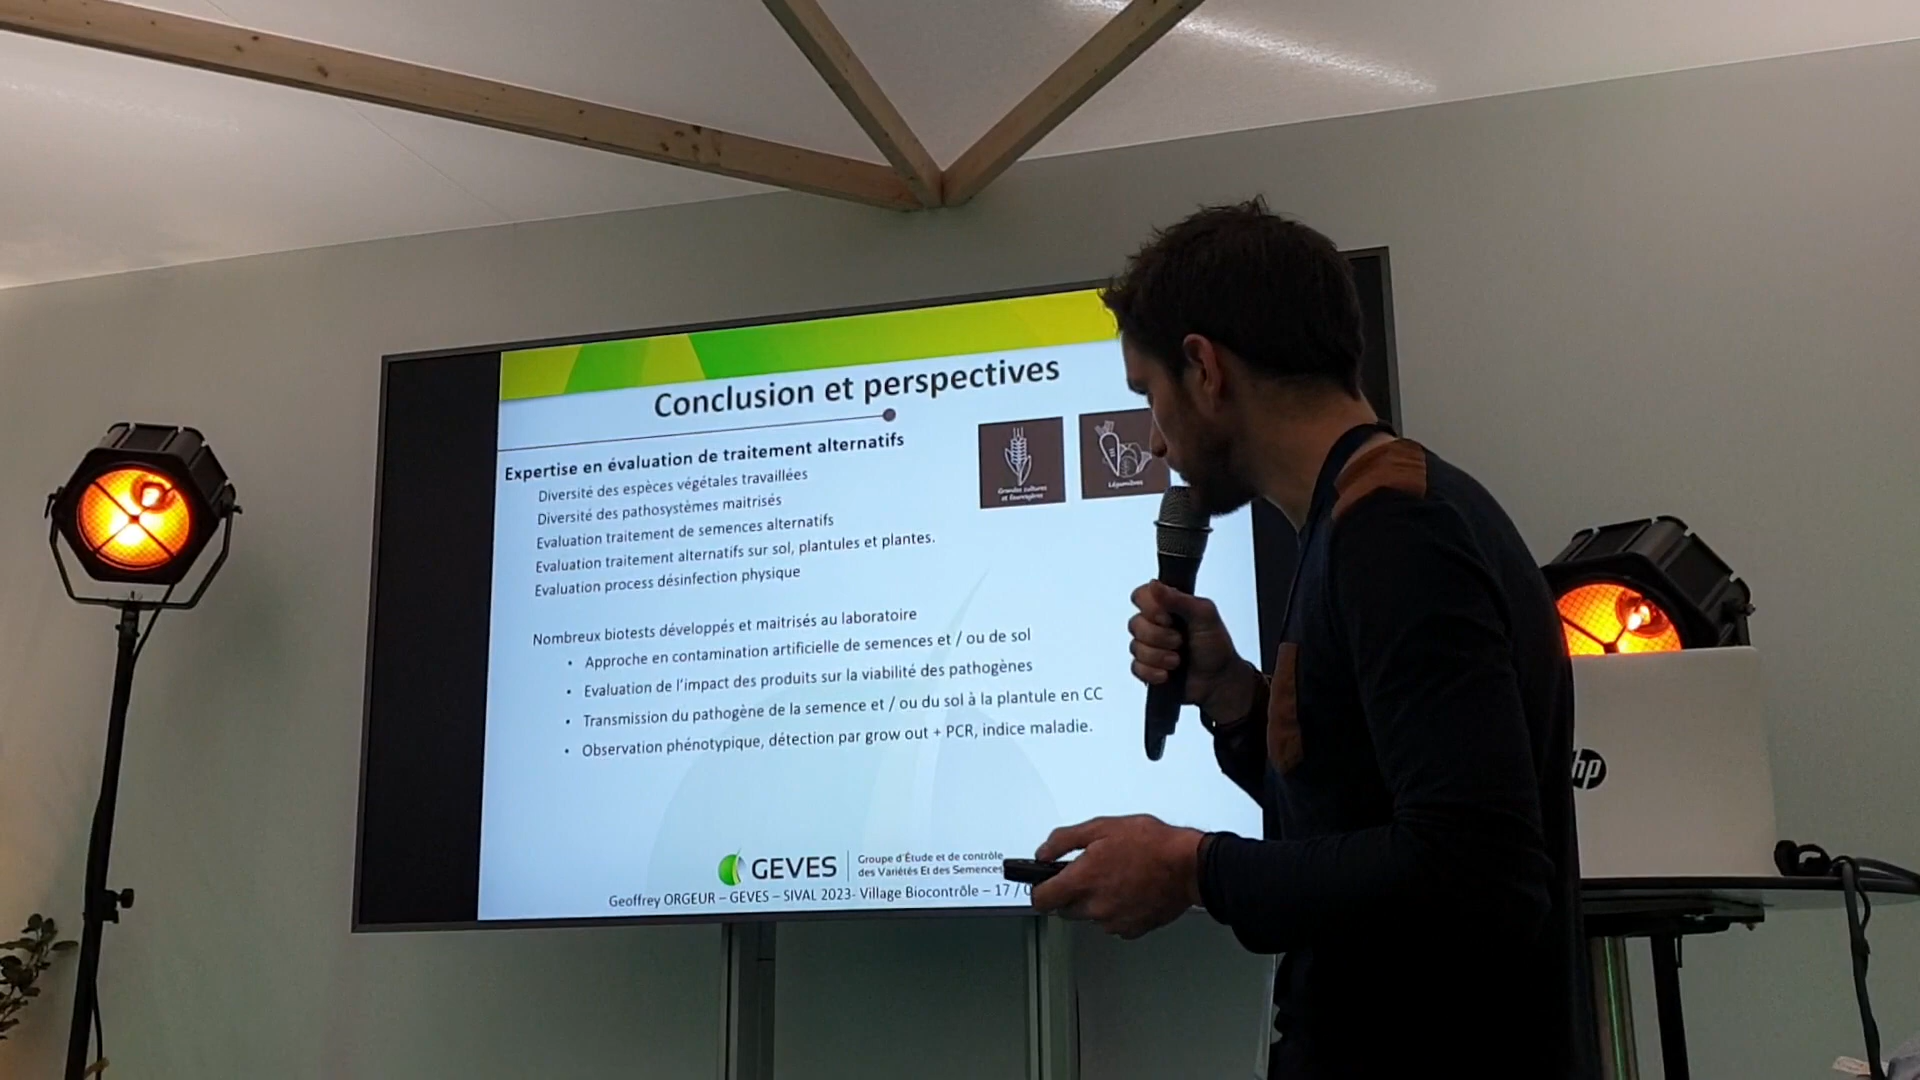 Conclusion et perspectives
Expertise en évaluation de traitement alternatifs
Diversité des espèces végétales travaillées
Diversité des pathosystèmes maitrisés
Evaluation traitement de semences alternatifs
Evaluation traitement alternatifs sur sol, plantules et plantes.
Evaluation process désinfection physique
Grandes cultures
et fourragères
Légumières
Nombreux biotests développés et maitrisés au laboratoire
• Approche en contamination artificielle de semences et / ou de sol
• Evaluation de l'impact des produits sur la viabilité des pathogènes
• Transmission du pathogène de la semence et / ou du sol à la plantule en CC
• Observation phénotypique, détection par grow out + PCR, indice maladie.
GEVES
Groupe d'Étude et de contrôle
des Variétés Et des Semences
Geoffrey ORGEUR – GEVES – SIVAL 2023- Village Biocontrôle – 17 /
hp